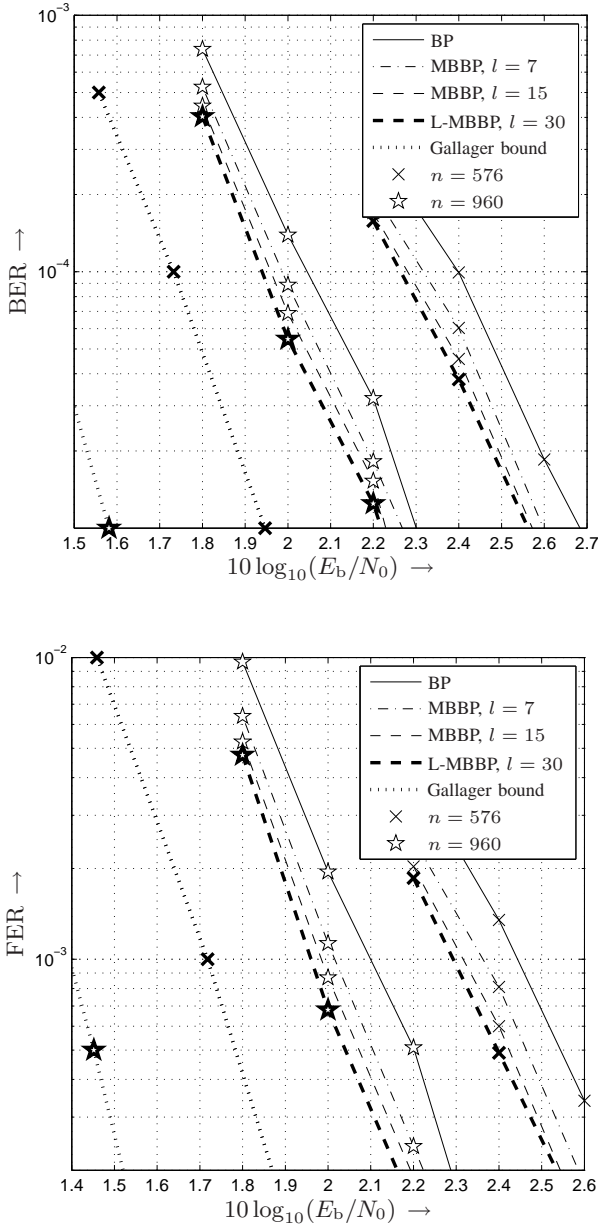 10⁻³
BP
MBBP, l = 7
MBBP, l = 15
L-MBBP, l = 30
Gallager bound
n = 576
n = 960
10⁻⁴
BER →
1.5 1.6 1.7 1.8 1.9 2 2.1 2.2 2.3 2.4 2.5 2.6 2.7
10 log₁₀(E_b/N₀) →
10⁻²
BP
MBBP, l = 7
MBBP, l = 15
L-MBBP, l = 30
Gallager bound
n = 576
n = 960
10⁻³
FER →
1.4 1.5 1.6 1.7 1.8 1.9 2 2.1 2.2 2.3 2.4 2.5 2.6
10 log₁₀(E_b/N₀) →